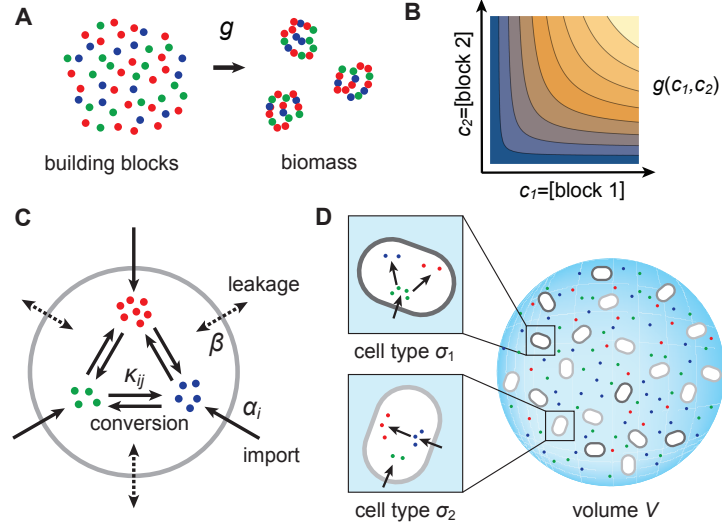 A
g
building blocks
biomass
B
c₂=[block 2]
g(c₁,c₂)
c₁=[block 1]
C
leakage
β
κᵢⱼ
conversion
αᵢ
import
D
cell type σ₁
cell type σ₂
volume V